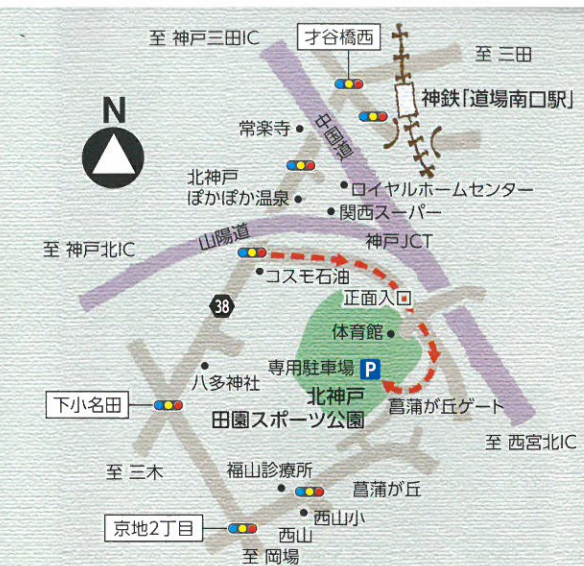 至 神戸三田IC
才谷橋西
至 三田
N
神鉄「道場南口駅」
常楽寺
中国道
北神戸
ぽかぽか温泉
ロイヤルホームセンター
関西スーパー
山陽道
神戸JCT
至 神戸北IC
コスモ石油
正面入口
38
体育館
専用駐車場 P
八多神社
北神戸
田園スポーツ公園
菖蒲が丘ゲート
下小名田
至 西宮北IC
至 三木
福山診療所
菖蒲が丘
西山小
京地2丁目
西山
至 岡場